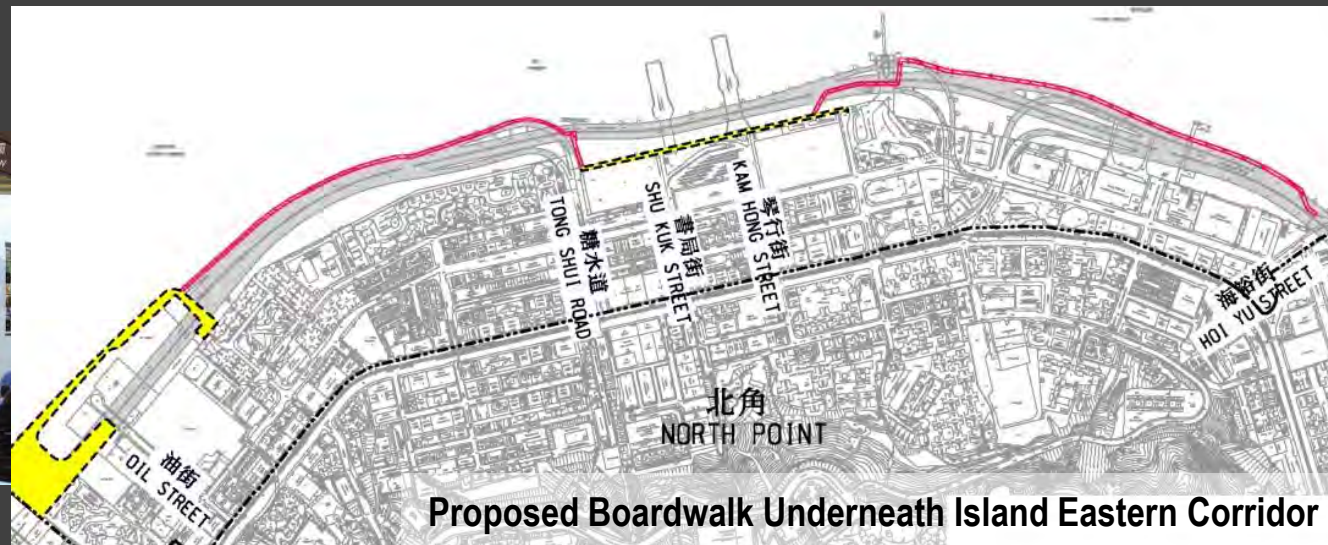 糖水道
TONG SHUI ROAD
書局街
SHU KUK STREET
琴行街
KAM HONG STREET
海裕街
HOI YU STREET
北角
NORTH POINT
油街
OIL STREET
Proposed Boardwalk Underneath Island Eastern Corridor